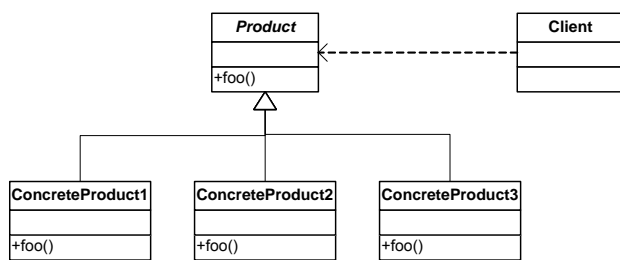 Product
Client
+foo()
ConcreteProduct1
ConcreteProduct2
ConcreteProduct3
+foo()
+foo()
+foo()